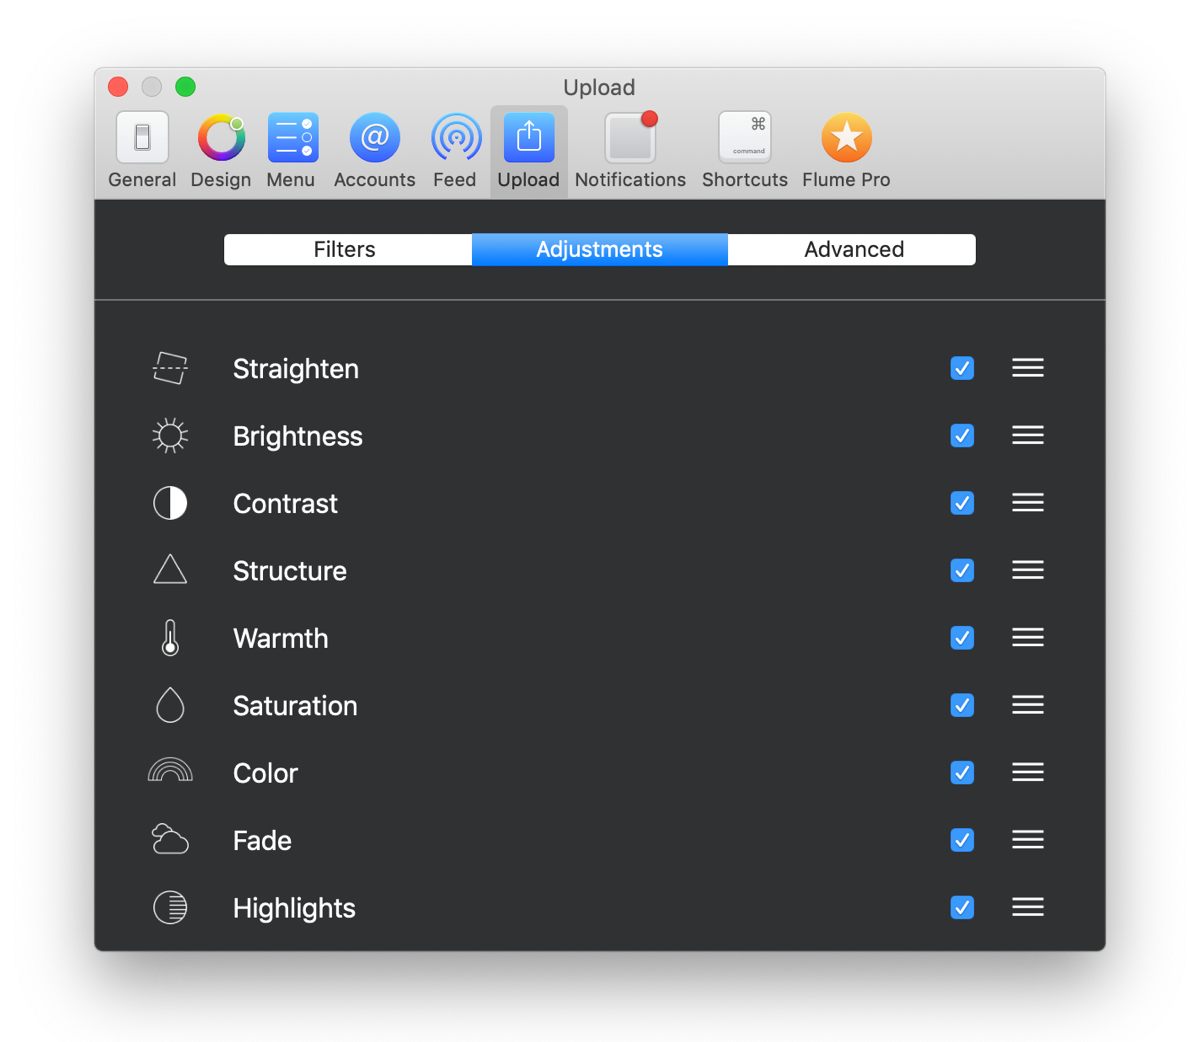 Upload
@
⌘
command
General Design Menu Accounts Feed Upload Notifications Shortcuts Flume Pro
Filters Adjustments Advanced
Straighten
Brightness
Contrast
Structure
Warmth
Saturation
Color
Fade
Highlights